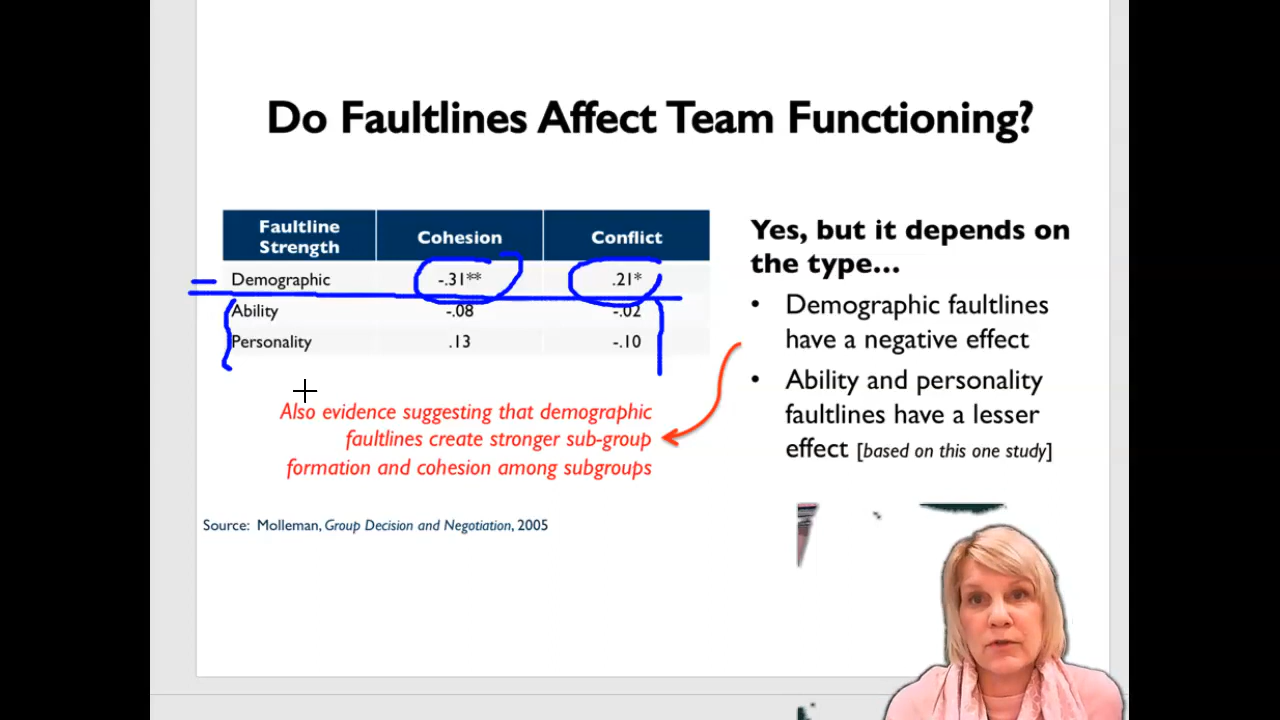 Do Faultlines Affect Team Functioning?
Faultline Strength Cohesion Conflict
Demographic -.31** .21*
Ability -.08 -.02
Personality .13 -.10
Also evidence suggesting that demographic
faultlines create stronger sub-group
formation and cohesion among subgroups
Source: Molleman, Group Decision and Negotiation, 2005
Yes, but it depends on
the type…
• Demographic faultlines
have a negative effect
• Ability and personality
faultlines have a lesser
effect [based on this one study]